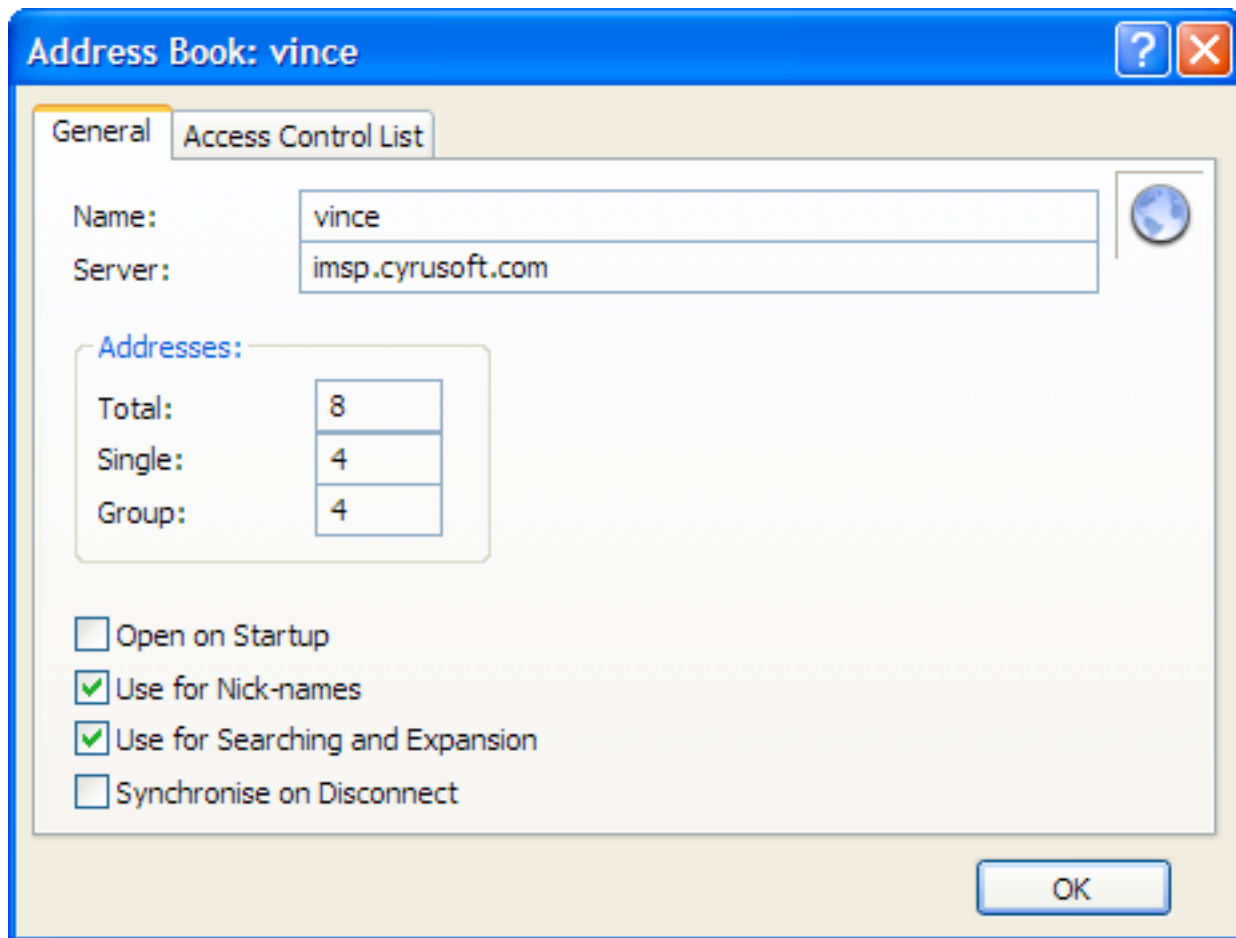 Address Book: vince
?
General
Access Control List
Name: vince
Server: imsp.cyrusoft.com
Addresses:
Total: 8
Single: 4
Group: 4
Open on Startup
Use for Nick-names
Use for Searching and Expansion
Synchronise on Disconnect
OK